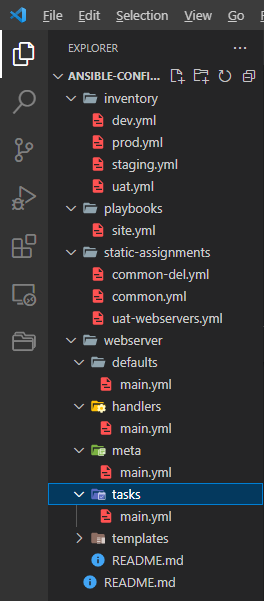 File Edit Selection View Go
EXPLORER
ANSIBLE-CONFI...
inventory
dev.yml
prod.yml
staging.yml
uat.yml
playbooks
site.yml
static-assignments
common-del.yml
common.yml
uat-webservers.yml
webserver
defaults
main.yml
handlers
main.yml
meta
main.yml
tasks
main.yml
templates
README.md
README.md